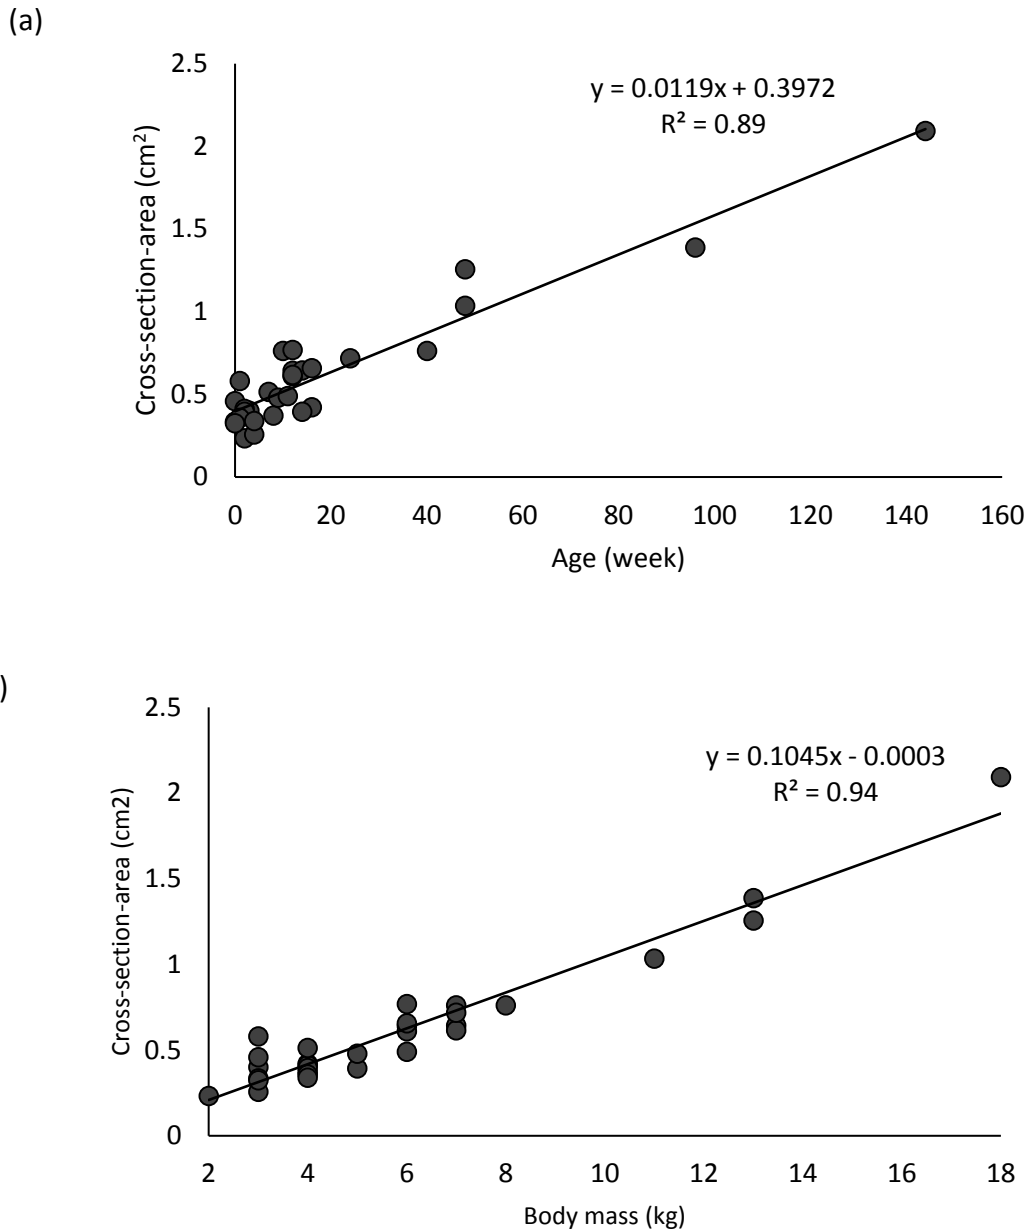 (a)
2.5
2
1.5
1
0.5
0
Cross-section-area (cm²)
y = 0.0119x + 0.3972
R² = 0.89
0 20 40 60 80 100 120 140 160
Age (week)
)
2.5
2
1.5
1
0.5
0
Cross-section-area (cm2)
y = 0.1045x - 0.0003
R² = 0.94
2 4 6 8 10 12 14 16 18
Body mass (kg)